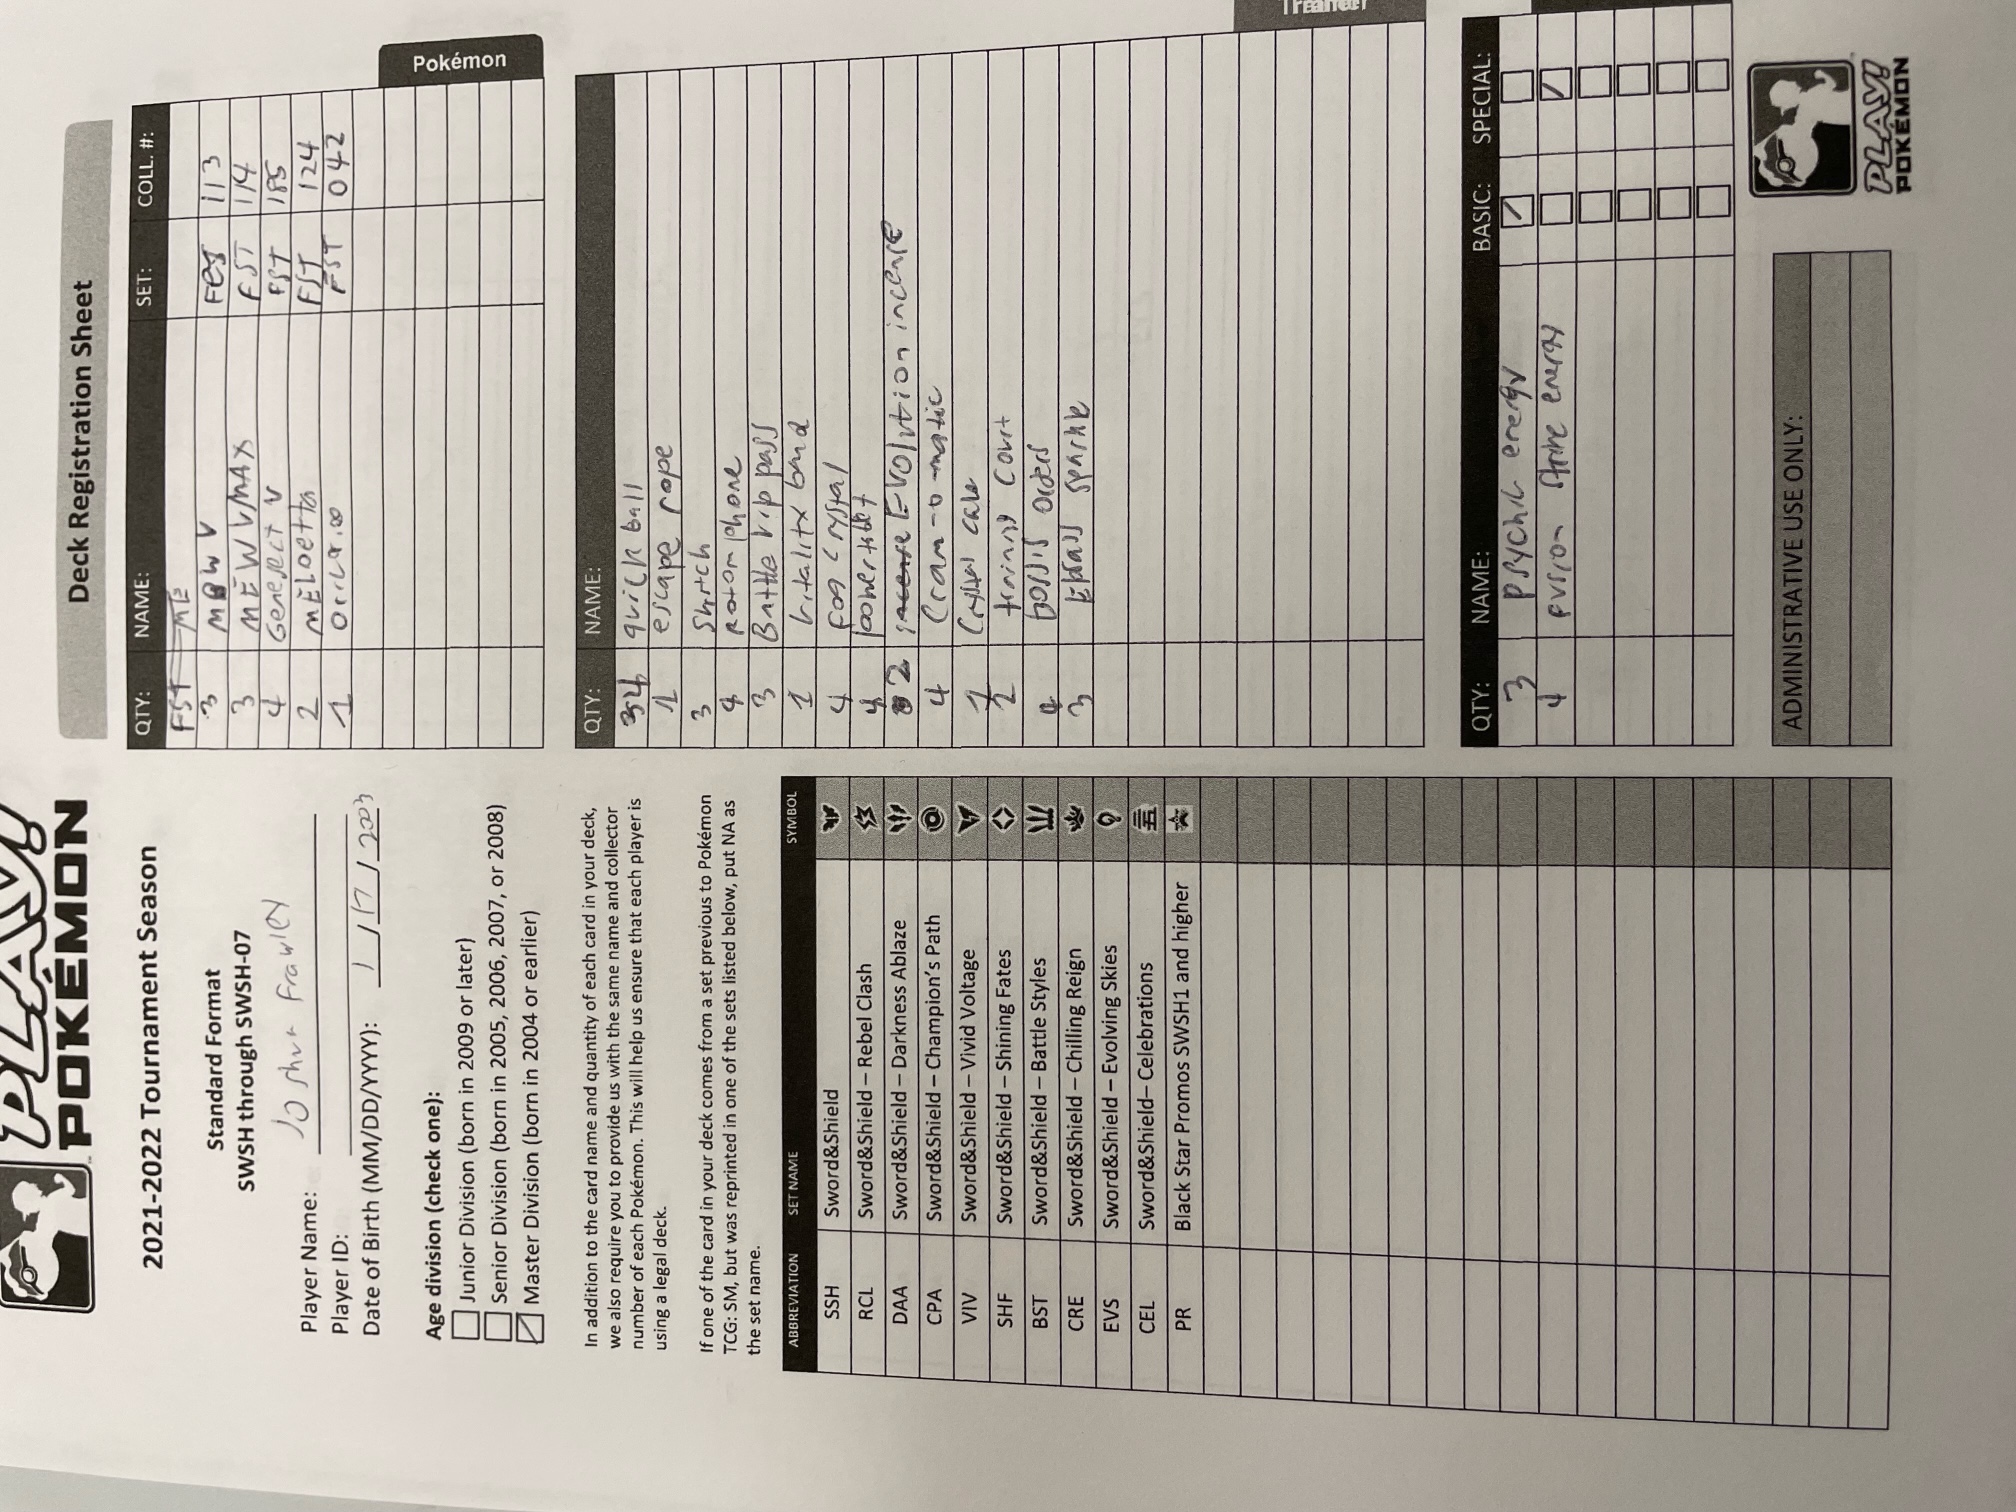 PLAY!
POKÉMON
2021-2022 Tournament Season
Standard Format
SWSH through SWSH-07
Player Name: Joshua Frawley
Player ID:
Date of Birth (MM/DD/YYYY): 1 / 17 / 2003
Age division (check one):
Junior Division (born in 2009 or later)
Senior Division (born in 2005, 2006, 2007, or 2008)
Master Division (born in 2004 or earlier)
In addition to the card name and quantity of each card in your deck,
we also require you to provide us with the same name and collector
number of each Pokémon. This will help us ensure that each player is
using a legal deck.
If one of the card in your deck comes from a set previous to Pokémon
TCG: SM, but was reprinted in one of the sets listed below, put NA as
the set name.
ABBREVIATION SET NAME SYMBOL
SSH Sword&Shield
RCL Sword&Shield – Rebel Clash
DAA Sword&Shield – Darkness Ablaze
CPA Sword&Shield – Champion's Path
VIV Sword&Shield – Vivid Voltage
SHF Sword&Shield – Shining Fates
BST Sword&Shield – Battle Styles
CRE Sword&Shield – Chilling Reign
EVS Sword&Shield – Evolving Skies
CEL Sword&Shield– Celebrations
PR Black Star Promos SWSH1 and higher
Deck Registration Sheet
QTY: NAME: SET: COLL. #:
FST ME
3 MEW V FST 113
3 MEW VMAX FST 114
4 Genesect V FST 185
2 MELoetta FST 124
1 FST 042
Pokémon
QTY: NAME:
4 quick ball
1 escape rope
3 Switch
4 Rotom phone
3 Battle vip pass
1 vitality band
4 Fog Crystal
4
2 incense Evolution incense
4 Cram-o-matic
1 Crystal cave
2 training court
orders
3 sparkle
Trainer
QTY: NAME: BASIC: SPECIAL:
3 psychic energy
4 fusion strike energy
ADMINISTRATIVE USE ONLY:
PLAY!
POKÉMON